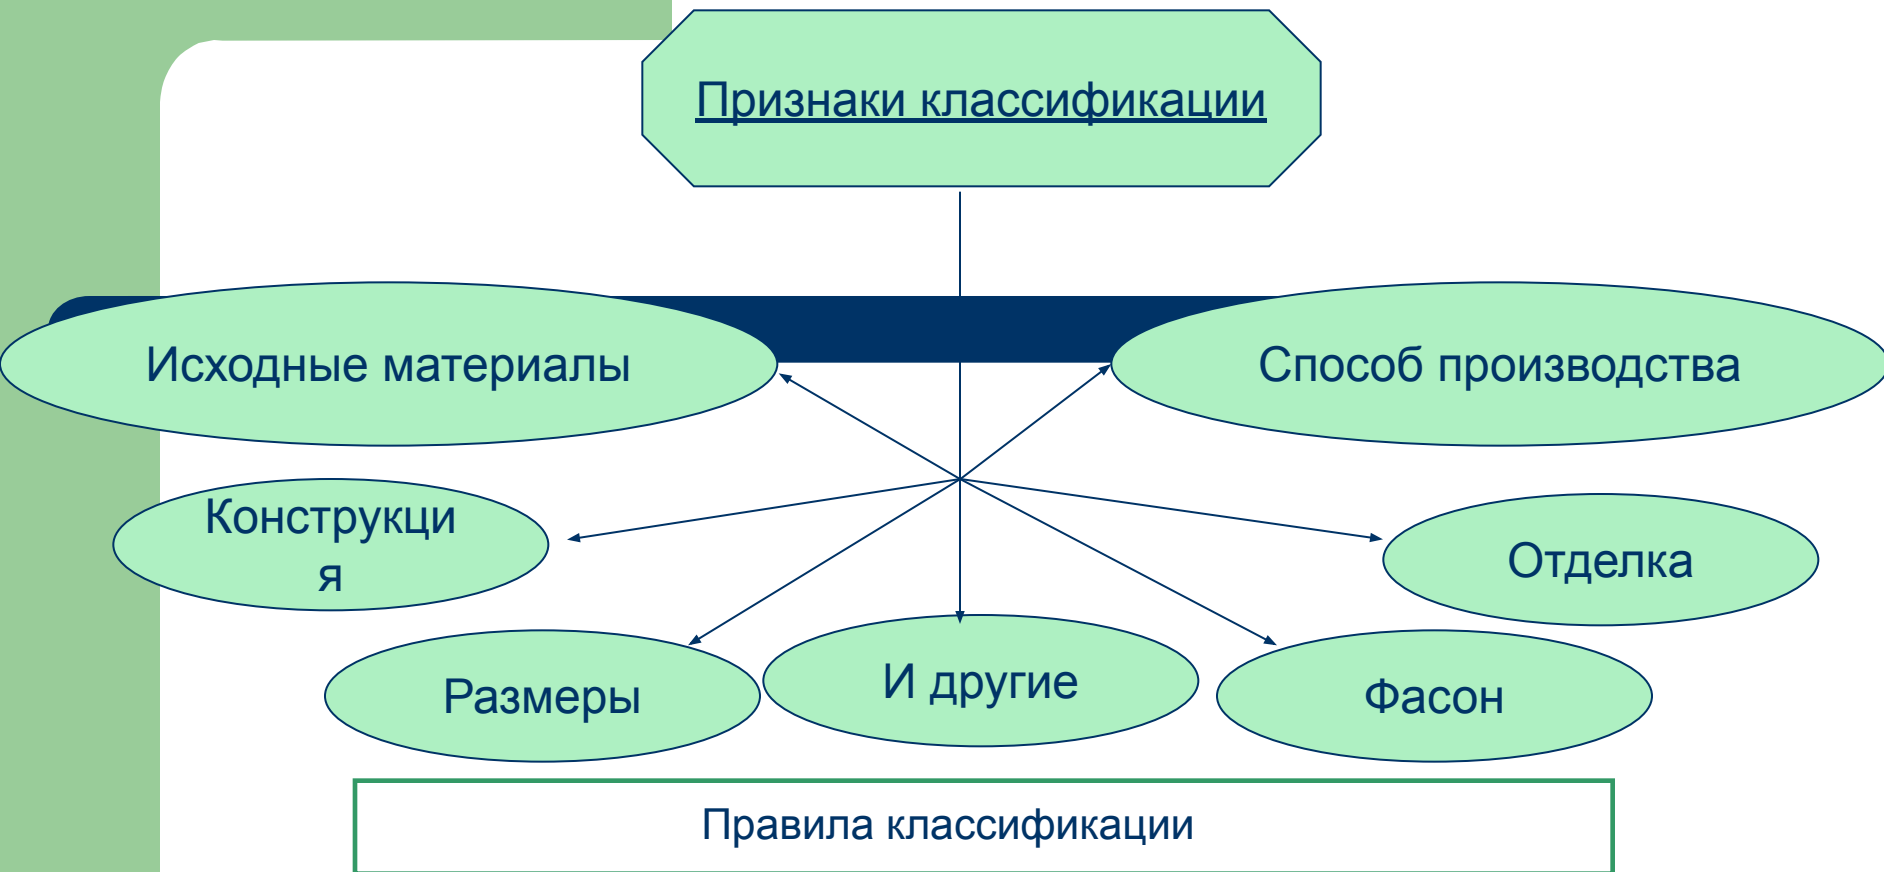 Признаки классификации
Исходные материалы
Способ производства
Конструкци
я
Отделка
Размеры
И другие
Фасон
Правила классификации